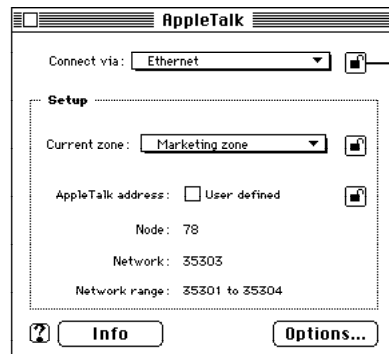 AppleTalk
Connect via: Ethernet
Setup
Current zone: Marketing zone
AppleTalk address: User defined
Node: 78
Network: 35303
Network range: 35301 to 35304
? Info Options...